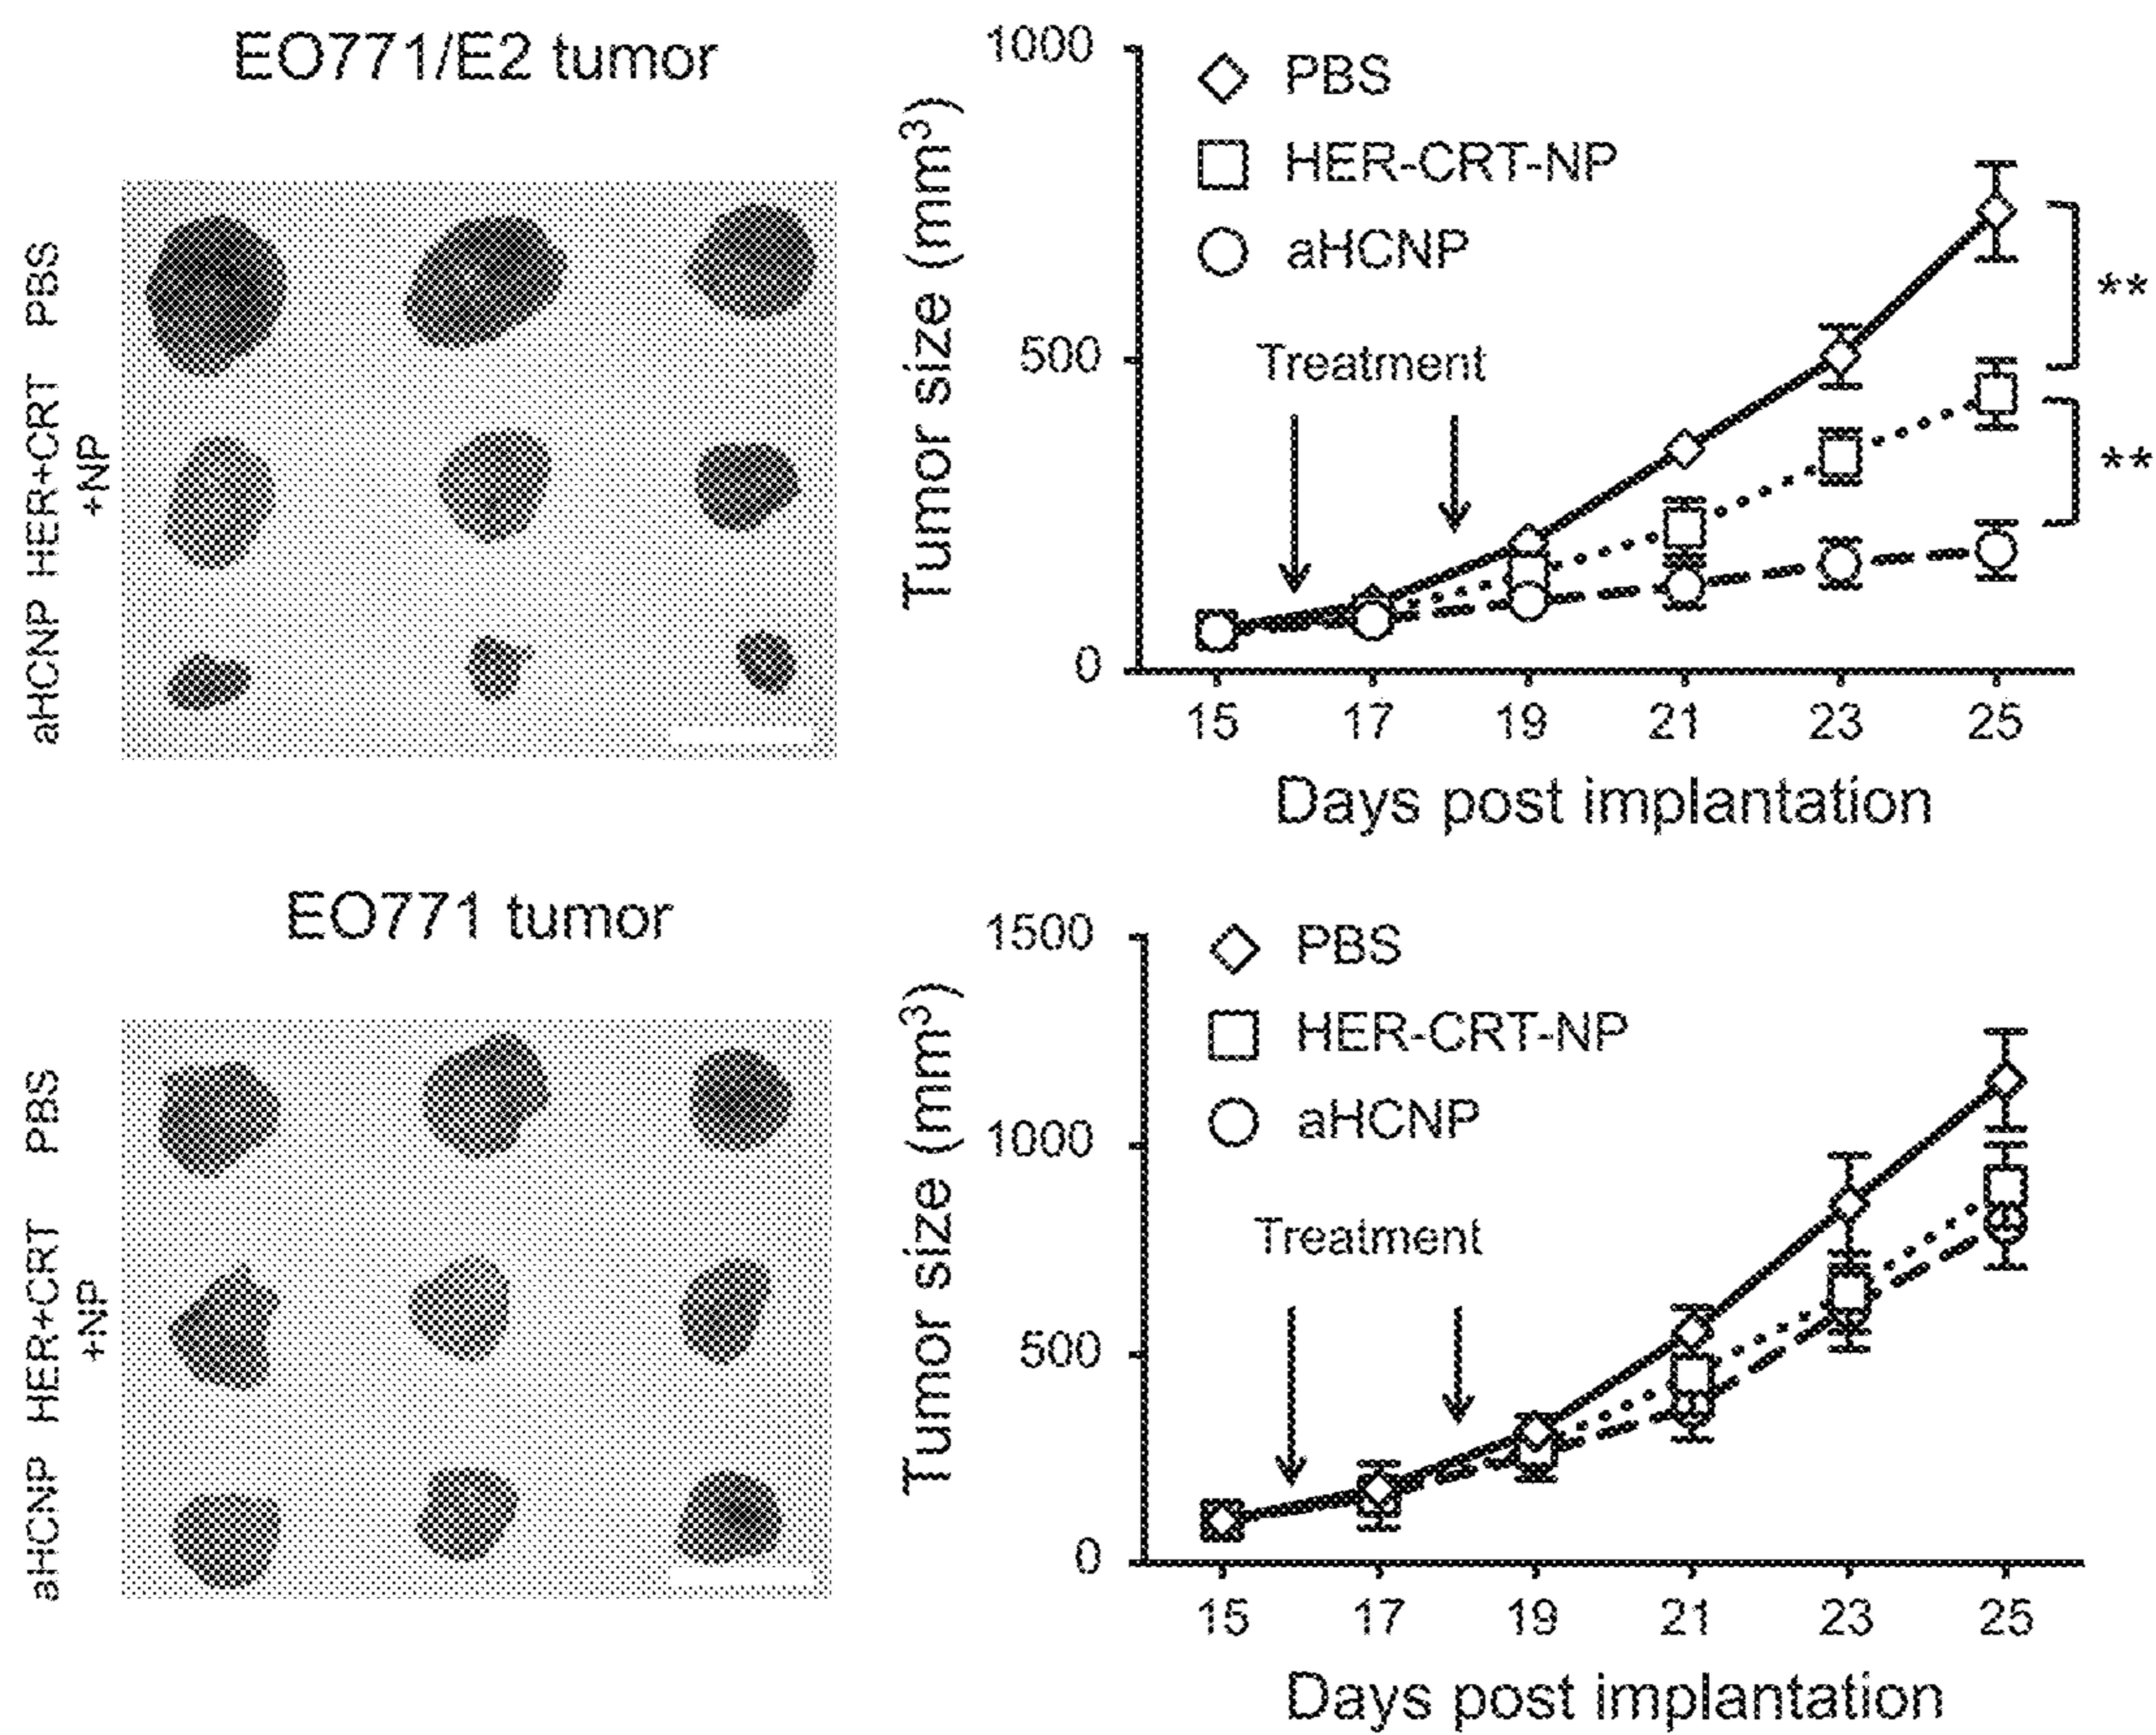 EO771/E2 tumor
PBS
HER+CRT
+NP
aHCNP
1000
500
0
Tumor size (mm³)
PBS
HER-CRT-NP
aHCNP
Treatment
**
**
15 17 19 21 23 25
Days post implantation
EO771 tumor
PBS
HER+CRT
+NP
aHCNP
1500
1000
500
0
Tumor size (mm³)
PBS
HER-CRT-NP
aHCNP
Treatment
15 17 19 21 23 25
Days post implantation